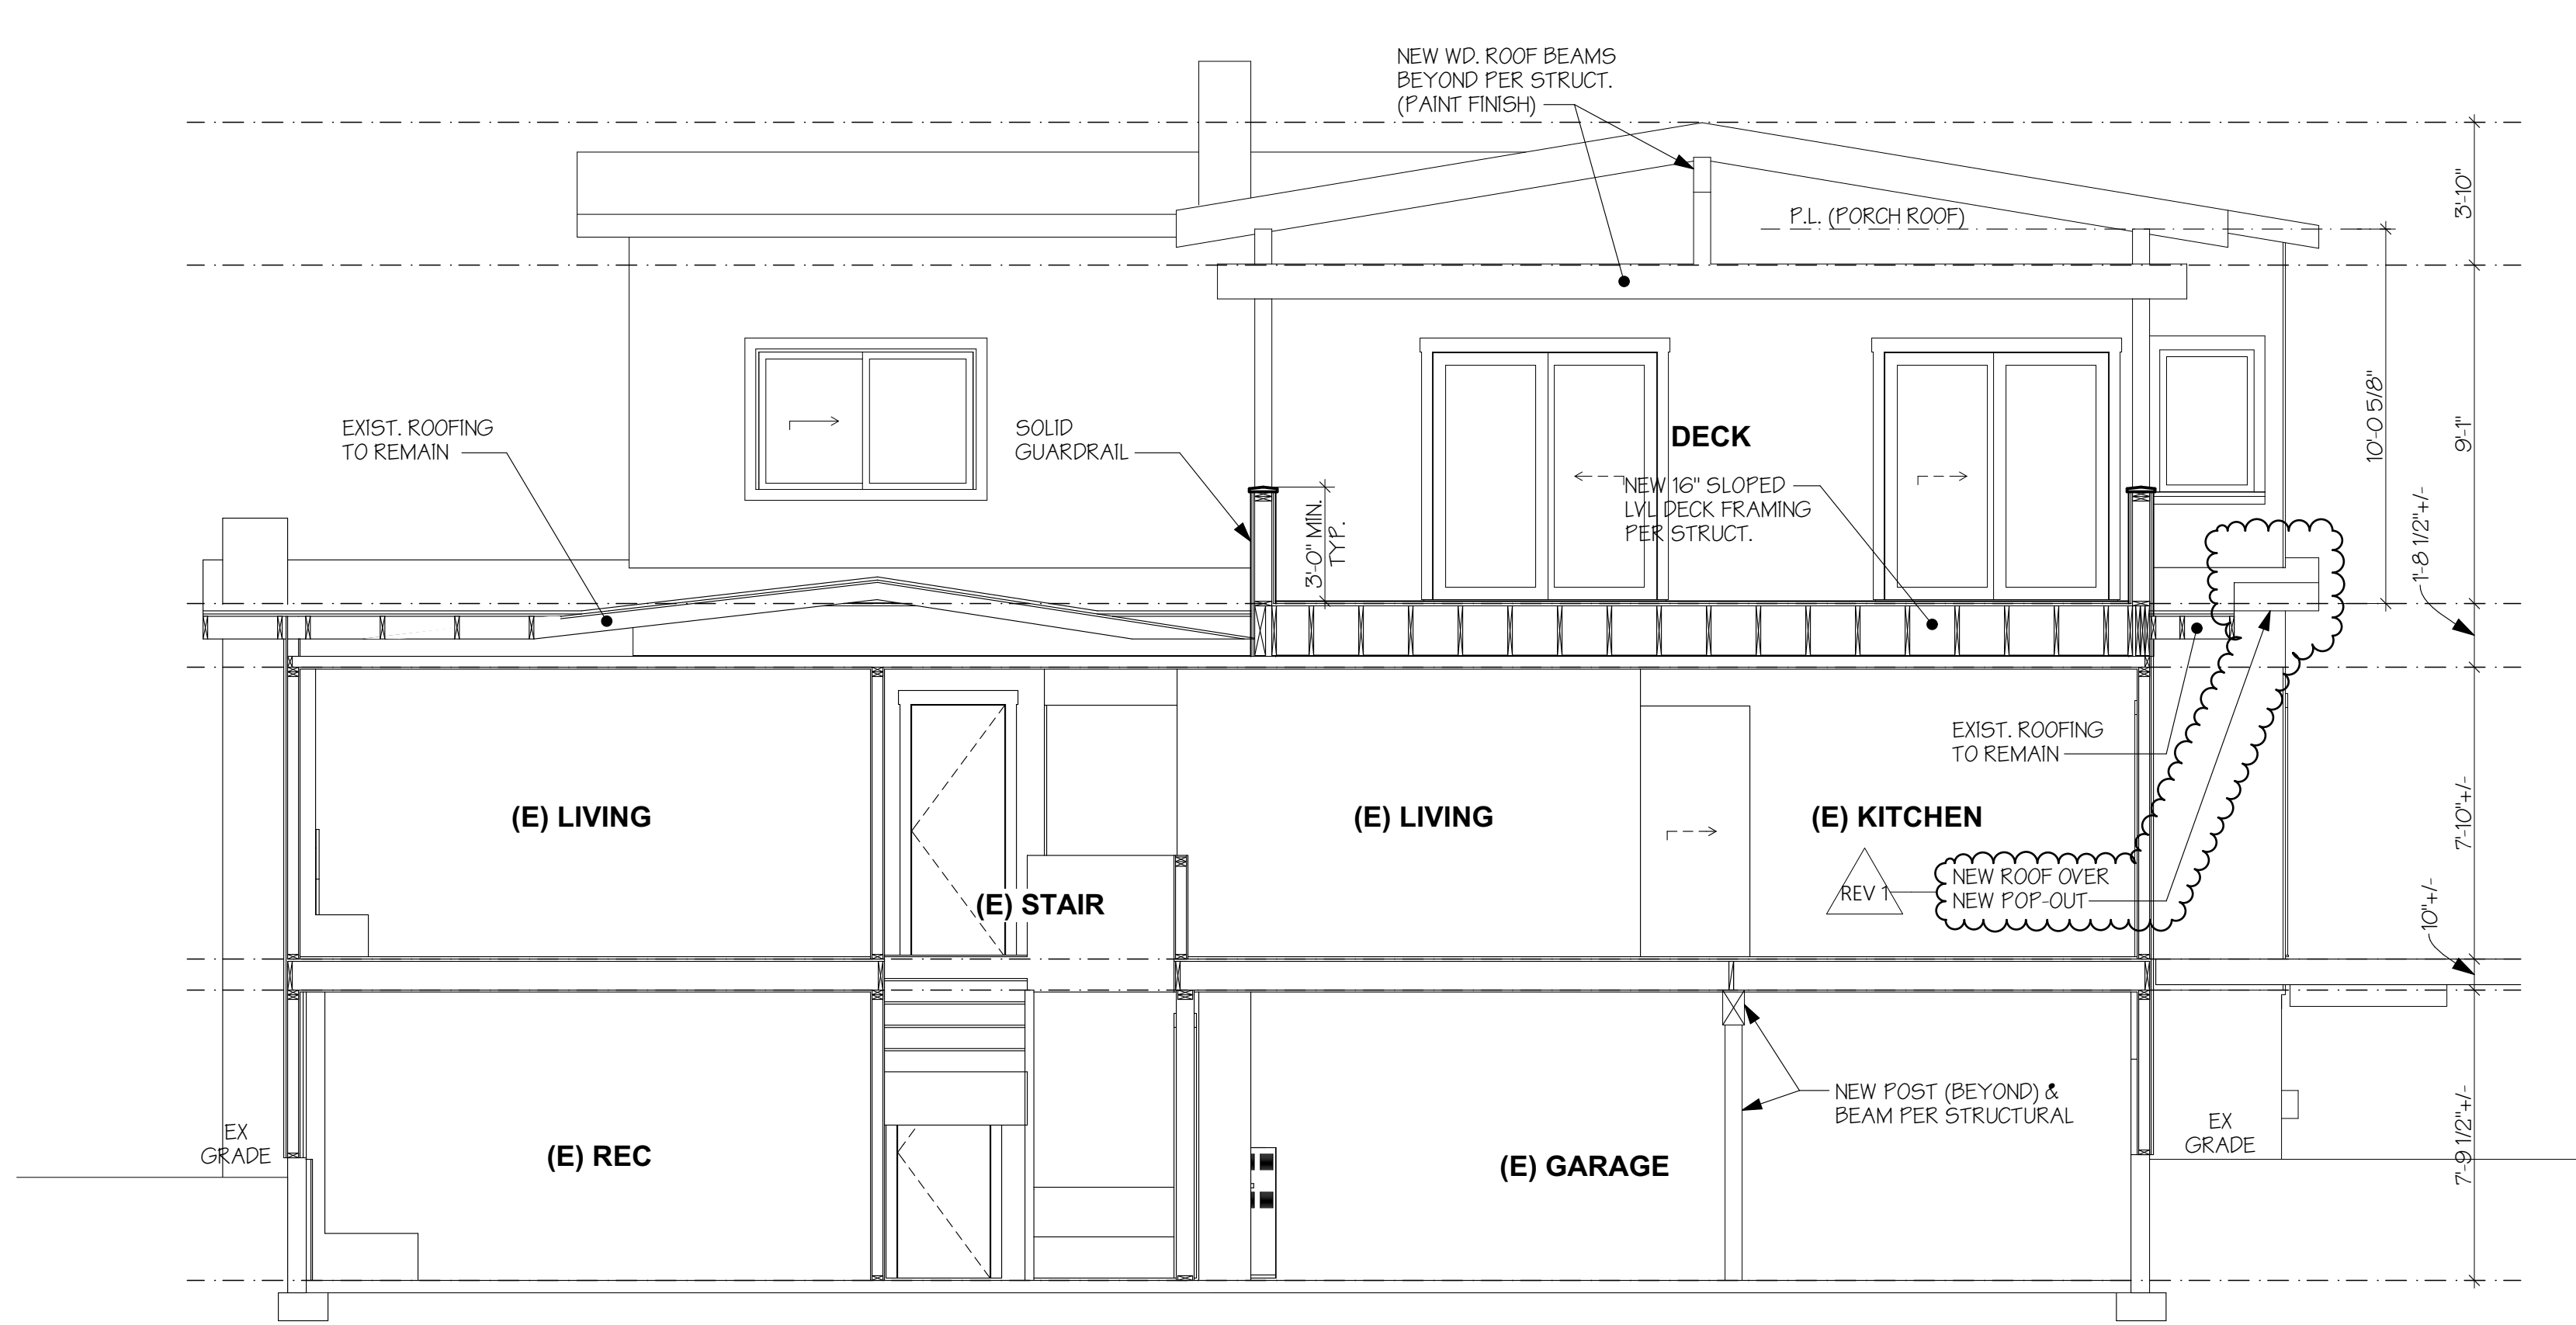 NEW WD. ROOF BEAMS
BEYOND PER STRUCT.
(PAINT FINISH)
3'-10"
P.L. (PORCH ROOF)
10'-0 5/8"
9'-1"
EXIST. ROOFING
TO REMAIN
SOLID
GUARDRAIL
DECK
NEW 16" SLOPED
LVL DECK FRAMING
PER STRUCT.
3'-0" MIN.
TYP.
1'-8 1/2"+/-
EXIST. ROOFING
TO REMAIN
(E) LIVING
(E) LIVING
(E) KITCHEN
7'-10"+/-
REV 1
NEW ROOF OVER
NEW POP-OUT
(E) STAIR
10"+/-
NEW POST (BEYOND) &
BEAM PER STRUCTURAL
EX
GRADE
EX
GRADE
(E) REC
(E) GARAGE
7'-9 1/2"+/-